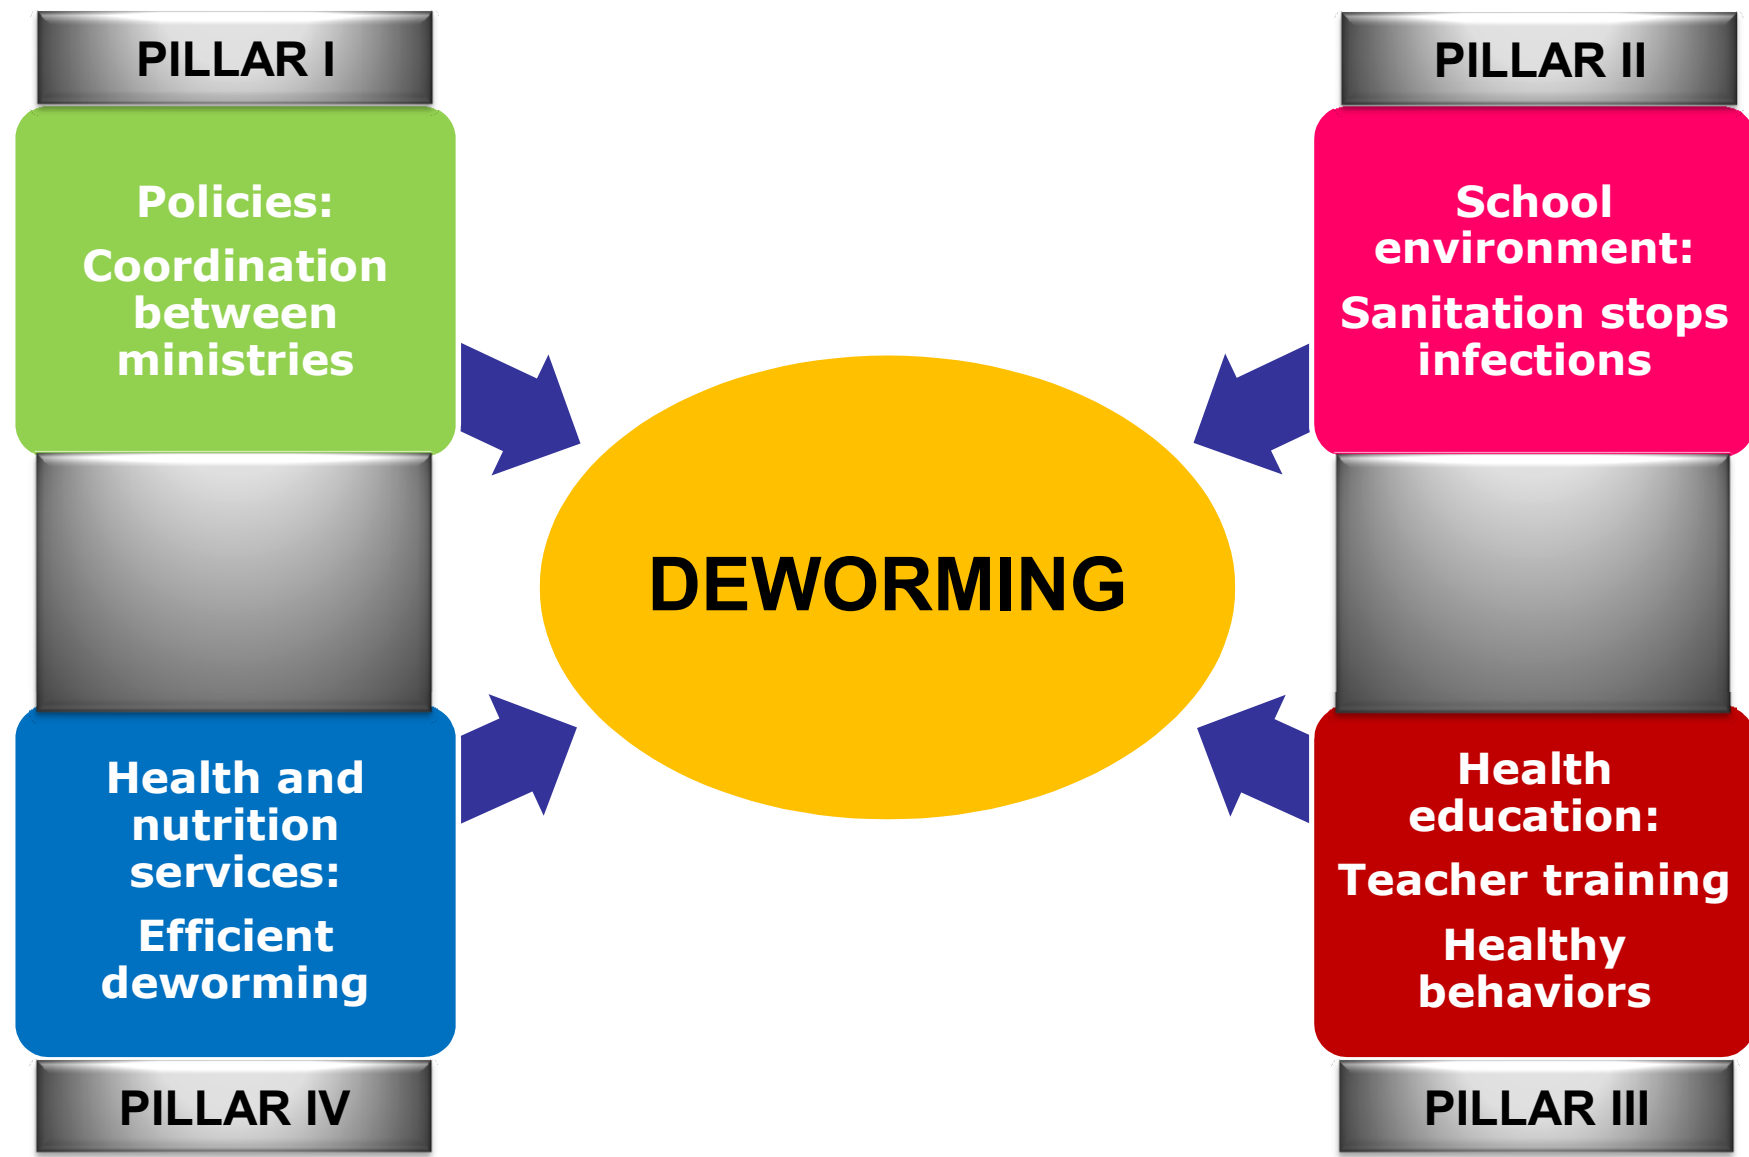 PILLAR I
Policies:
Coordination
between
ministries
PILLAR II
School
environment:
Sanitation stops
infections
DEWORMING
Health and
nutrition
services:
Efficient
deworming
PILLAR IV
Health
education:
Teacher training
Healthy
behaviors
PILLAR III